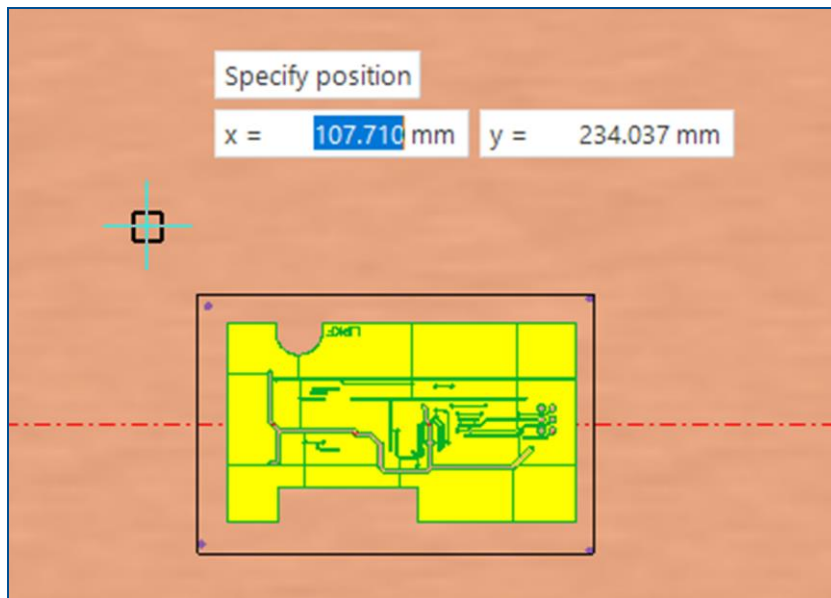 Specify position
x = 107.710 mm y = 234.037 mm